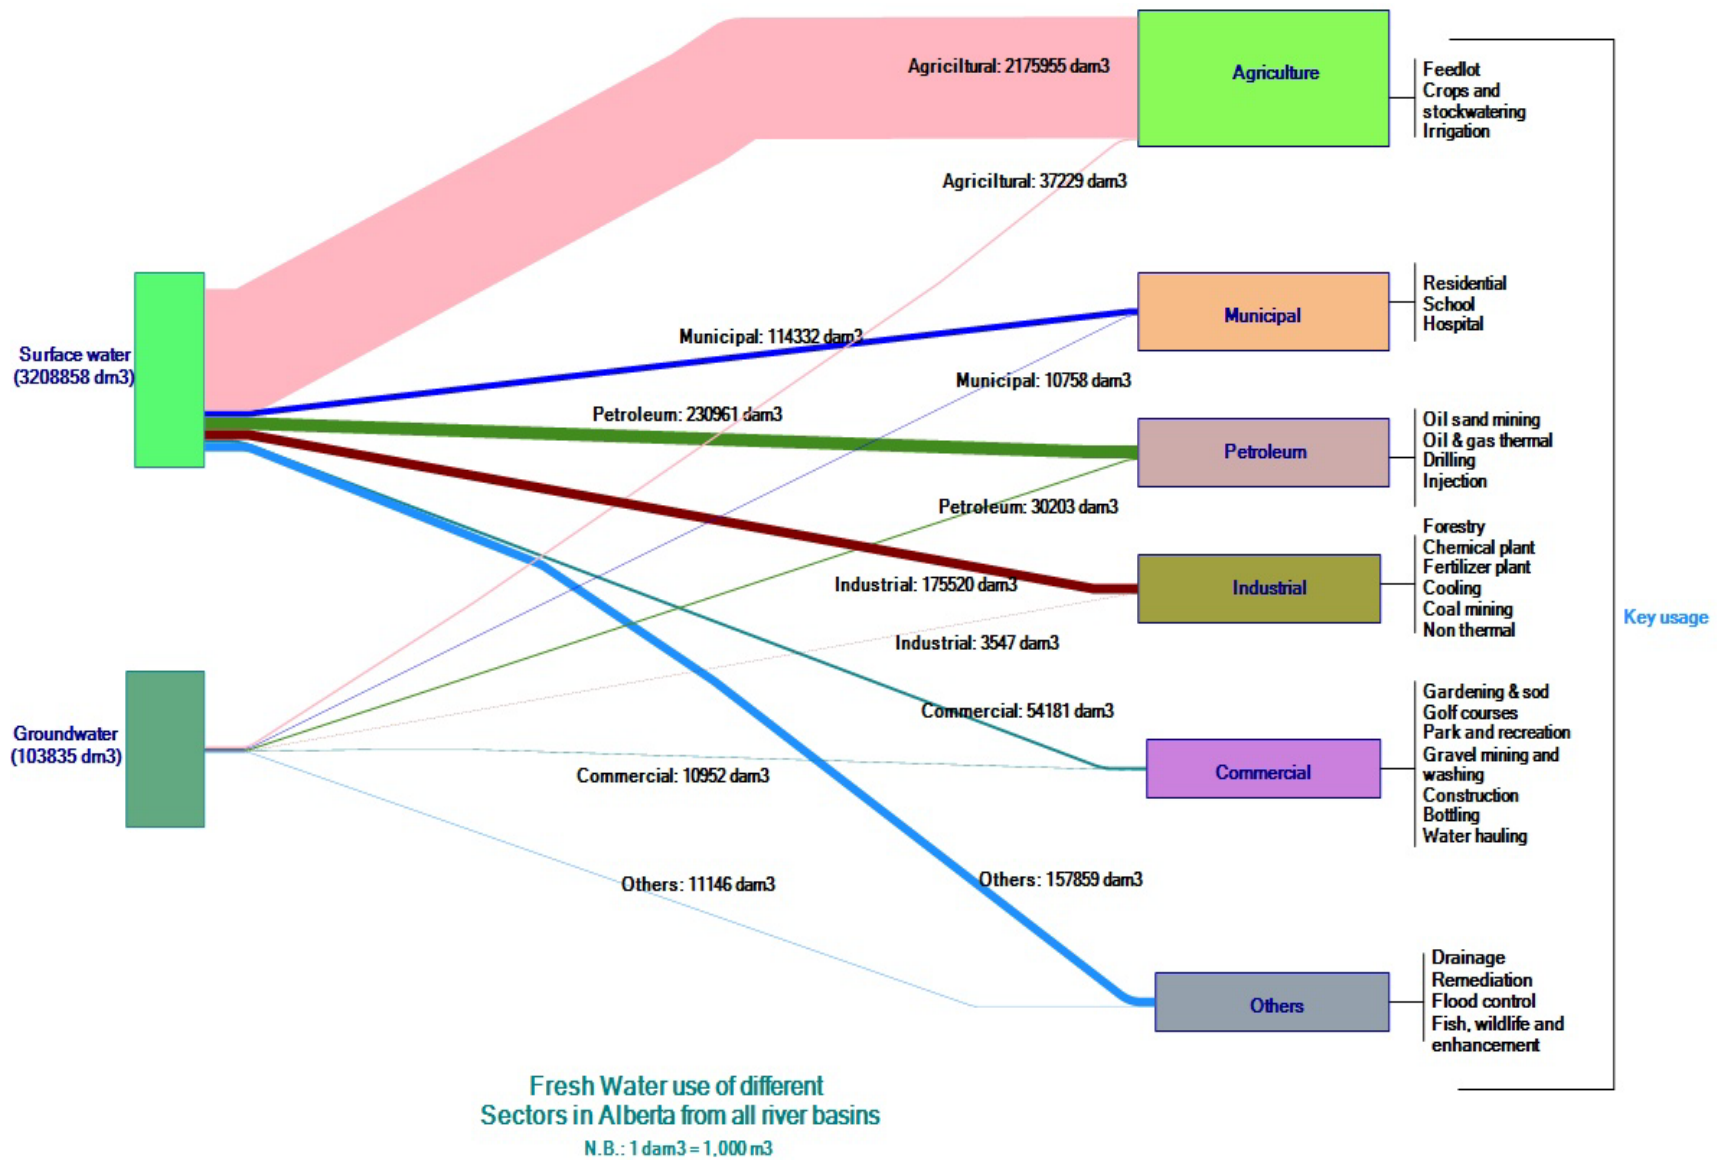 Agriciltural: 2175955 dam3
Agriculture
Feedlot
Crops and
stockwatering
Irrigation
Agriciltural: 37229 dam3
Municipal: 114332 dam3
Municipal
Residential
School
Hospital
Surface water
(3208858 dm3)
Municipal: 10758 dam3
Petroleum: 230961 dam3
Petroleum
Oil sand mining
Oil & gas thermal
Drilling
Injection
Petroleum: 30203 dam3
Industrial: 175520 dam3
Industrial
Forestry
Chemical plant
Fertilizer plant
Cooling
Coal mining
Non thermal
Key usage
Industrial: 3547 dam3
Groundwater
(103835 dm3)
Commercial: 54181 dam3
Commercial: 10952 dam3
Commercial
Gardening & sod
Golf courses
Park and recreation
Gravel mining and
washing
Construction
Bottling
Water hauling
Others: 11146 dam3
Others: 157859 dam3
Others
Drainage
Remediation
Flood control
Fish, wildlife and
enhancement
Fresh Water use of different
Sectors in Alberta from all river basins
N.B.: 1 dam3 = 1,000 m3